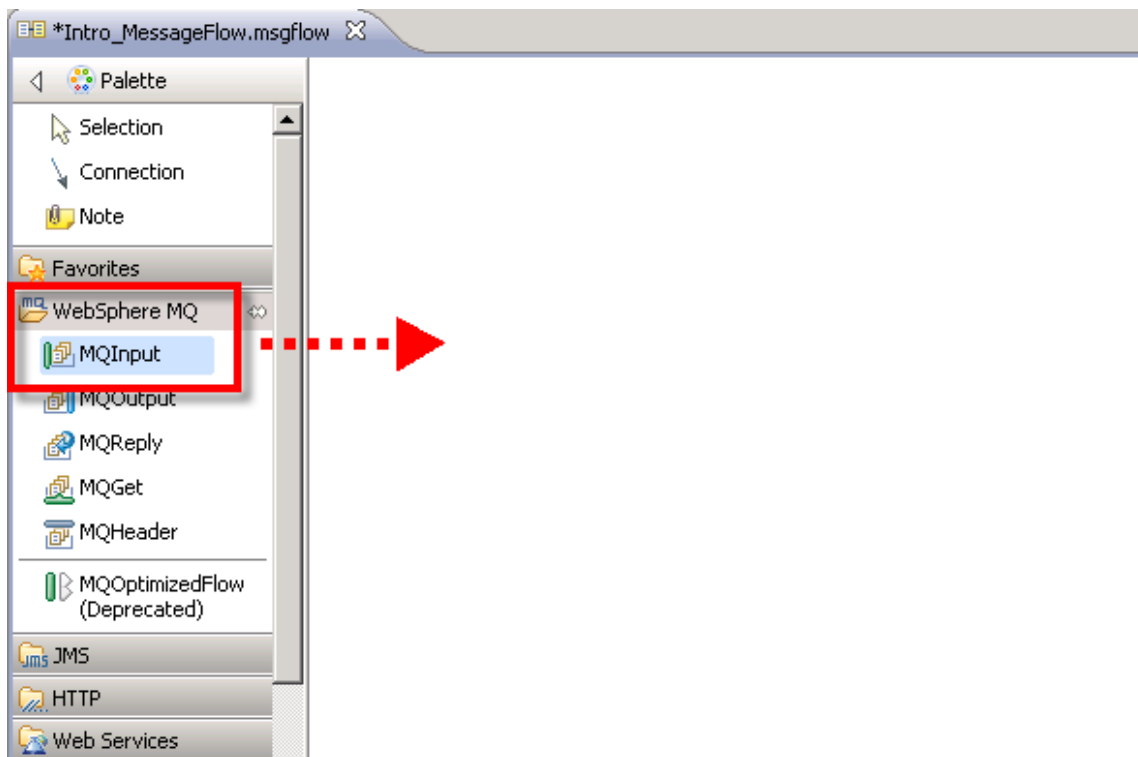 *Intro_MessageFlow.msgflow
Palette
Selection
Connection
Note
Favorites
WebSphere MQ
MQInput
MQOutput
MQReply
MQGet
MQHeader
MQOptimizedFlow
(Deprecated)
JMS
HTTP
Web Services